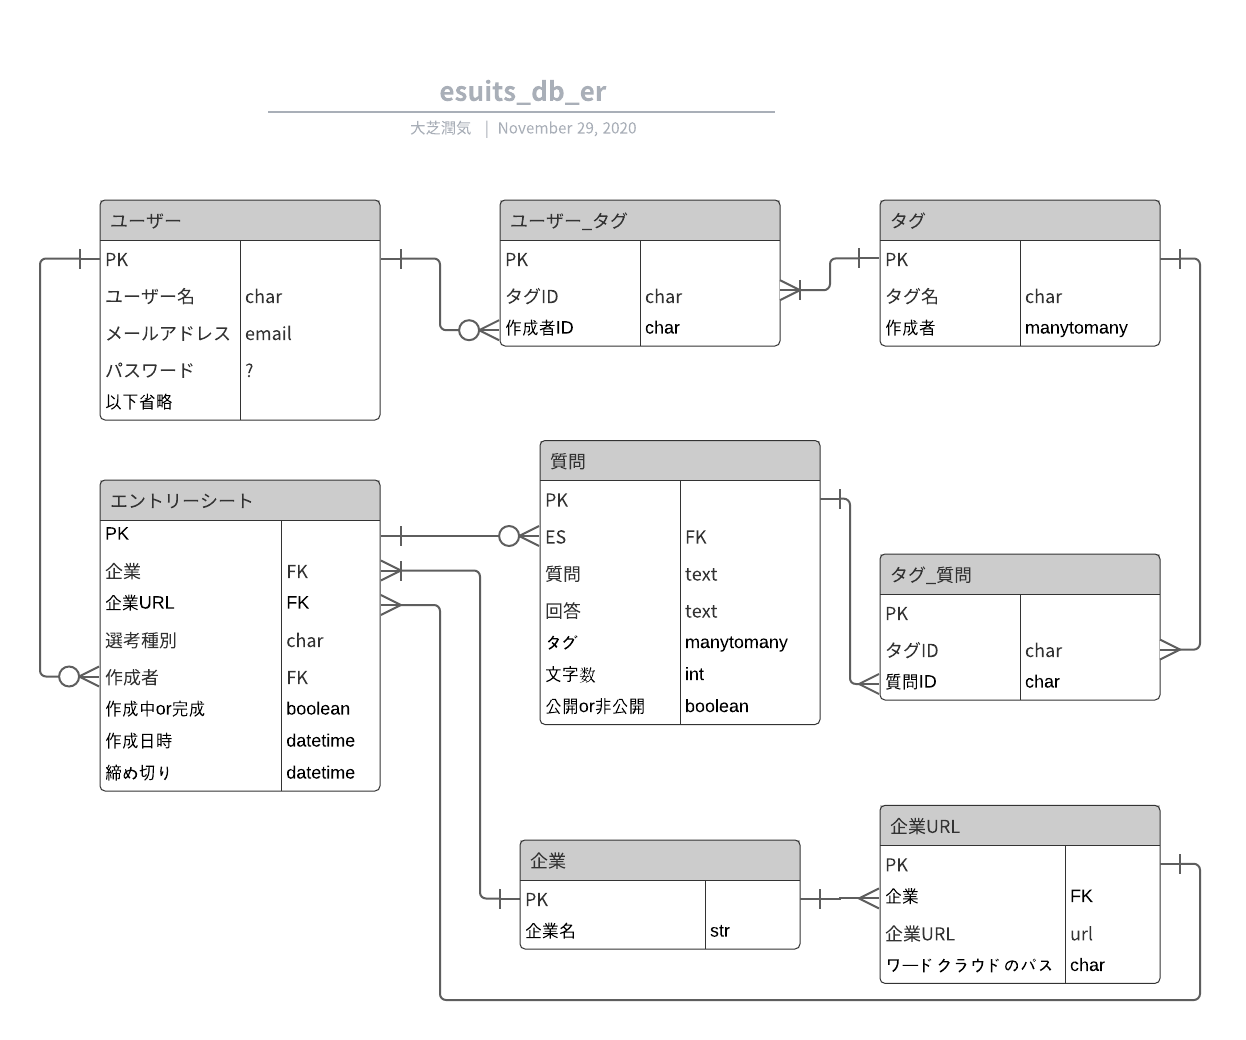 esuits_db_er
大芝潤気 | November 29, 2020
ユーザー
PK
ユーザー名 char
メールアドレス email
パスワード ?
以下省略
ユーザー_タグ
PK
タグID char
作成者ID char
タグ
PK
タグ名 char
作成者 manytomany
エントリーシート
PK
企業 FK
企業URL FK
選考種別 char
作成者 FK
作成中or完成 boolean
作成日時 datetime
締め切り datetime
質問
PK
ES FK
質問 text
回答 text
タグ manytomany
文字数 int
公開or非公開 boolean
タグ_質問
PK
タグID char
質問ID char
企業
PK
企業名 str
企業URL
PK
企業 FK
企業URL url
ワードクラウドのパス char